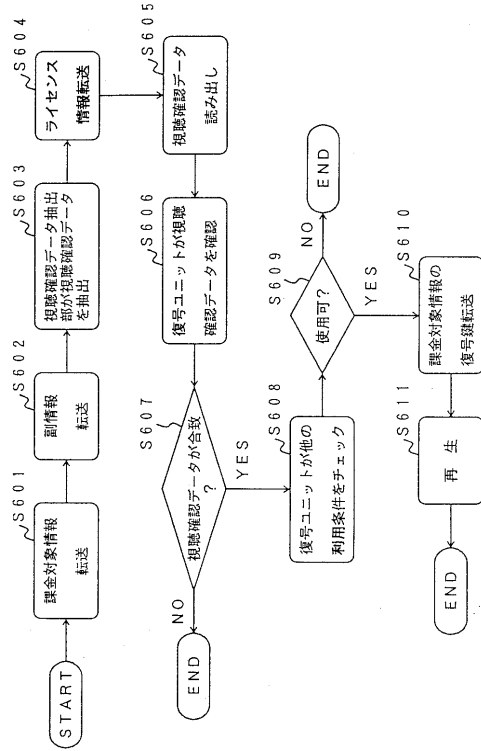 START
S601
課金対象情報
転送
S602
副情報
転送
S603
視聴確認データ抽出
部が視聴確認データ
を抽出
S604
ライセンス
情報転送
S605
視聴確認データ
読み出し
S606
復号ユニットが視聴
確認データを確認
S607
視聴確認データが合致
?
NO
END
YES
S608
復号ユニットが他の
利用条件をチェック
S609
使用可?
NO
END
YES
S610
課金対象情報の
復号鍵転送
S611
再 生
END